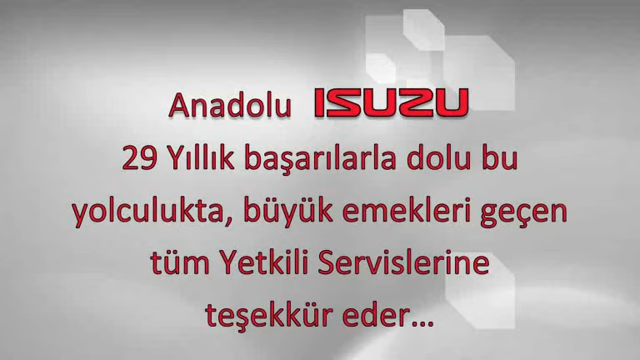 Anadolu ISUZU
29 Yıllık başarılarla dolu bu
yolculukta, büyük emekleri geçen
tüm Yetkili Servislerine
teşekkür eder...